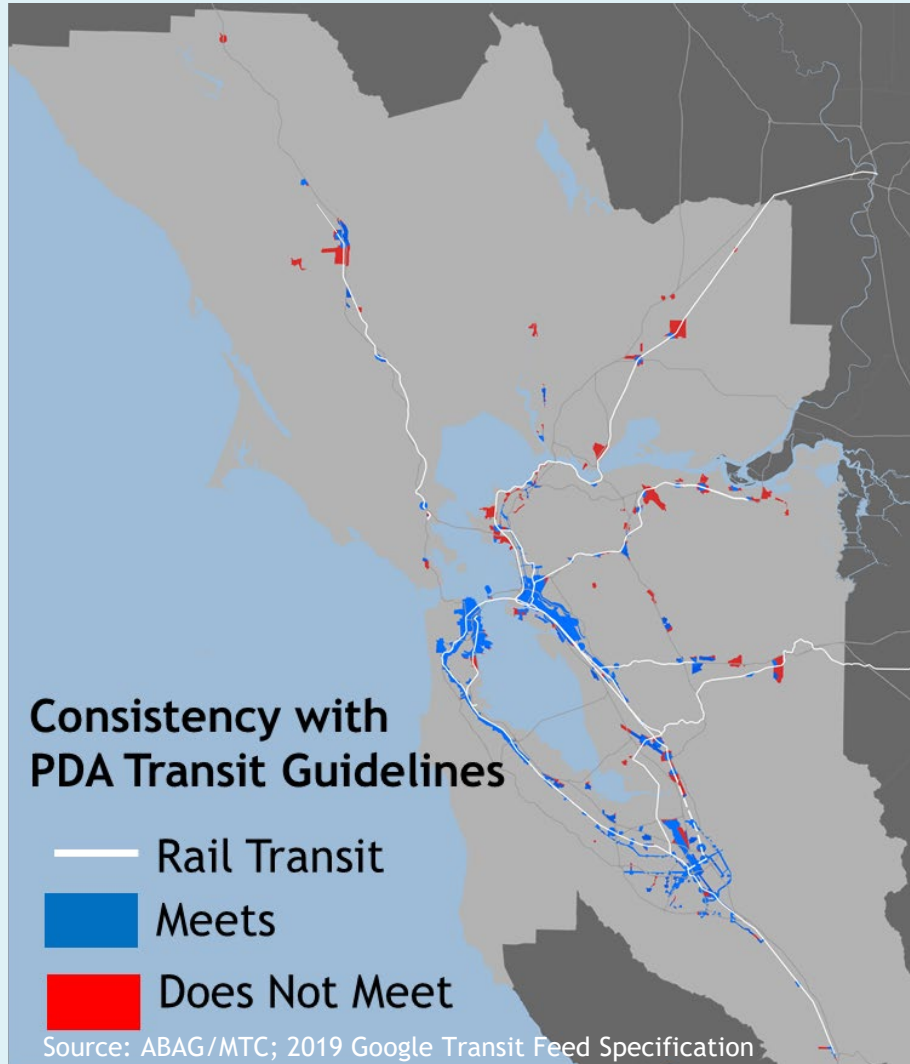 Consistency with
PDA Transit Guidelines
Rail Transit
Meets
Does Not Meet
Source: ABAG/MTC; 2019 Google Transit Feed Specification